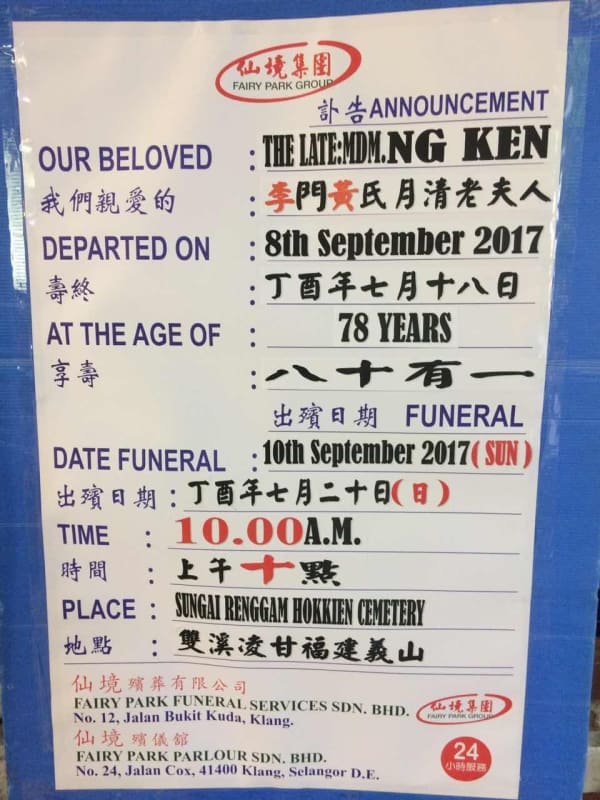 仙境集團
FAIRY PARK GROUP
訃告ANNOUNCEMENT
OUR BELOVED : THE LATE:MDM.NG KEN
我們親愛的 : 李門黃氏月清老夫人
DEPARTED ON : 8th September 2017
壽終 : 丁酉年七月十八日
AT THE AGE OF : 78 YEARS
享壽 : 八十有一
出殯日期 FUNERAL
DATE FUNERAL : 10th September 2017(SUN)
出殯日期 : 丁酉年七月二十日(日)
TIME : 10.00A.M.
時間 : 上午十點
PLACE : SUNGAI RENGGAM HOKKIEN CEMETERY
地點 : 雙溪凌甘福建義山
仙境殯葬有限公司
FAIRY PARK FUNERAL SERVICES SDN. BHD.
No. 12, Jalan Bukit Kuda, Klang.
仙境集團
FAIRY PARK GROUP
仙境殯儀舘
FAIRY PARK PARLOUR SDN. BHD.
No. 24, Jalan Cox, 41400 Klang, Selangor D.E.
24
小時服務